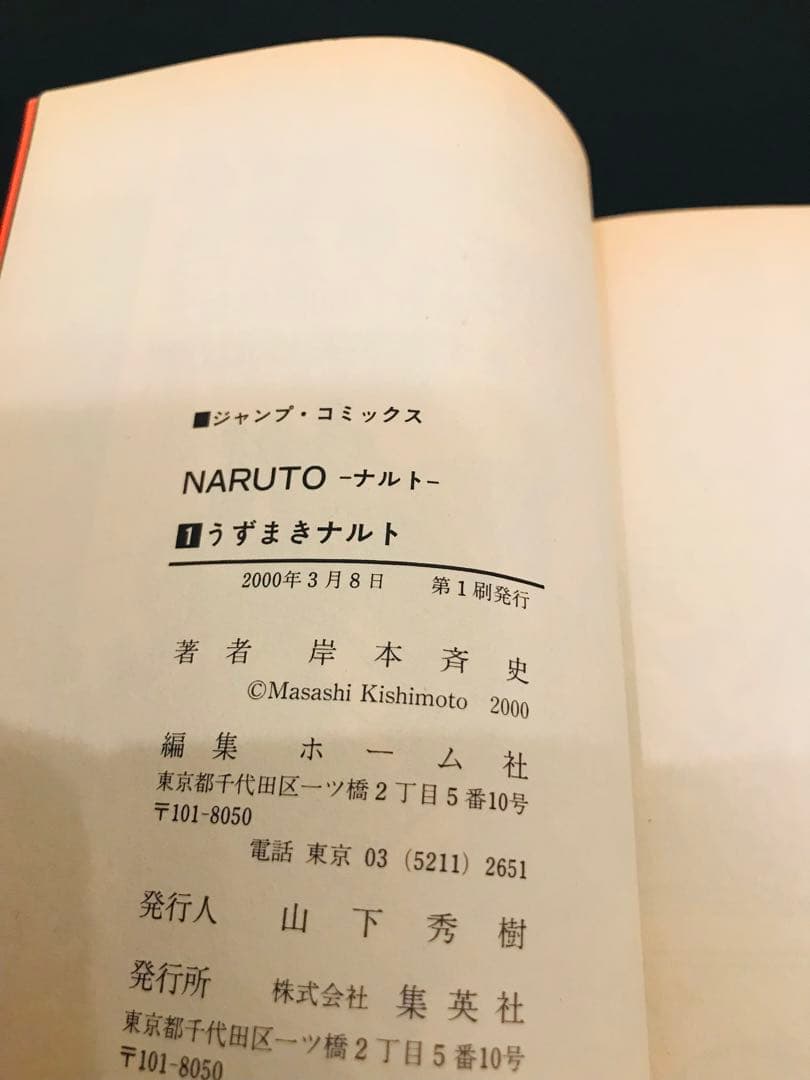 ■ジャンプ・コミックス
NARUTO -ナルト-
1うずまきナルト
2000年3月8日 第1刷発行
著者 岸本斉史
©Masashi Kishimoto 2000
編集 ホーム社
東京都千代田区一ツ橋2丁目5番10号
〒101-8050
電話 東京 03 (5211) 2651
発行人 山下秀樹
発行所 株式会社 集英社
東京都千代田区一ツ橋2丁目5番10号
〒101-8050